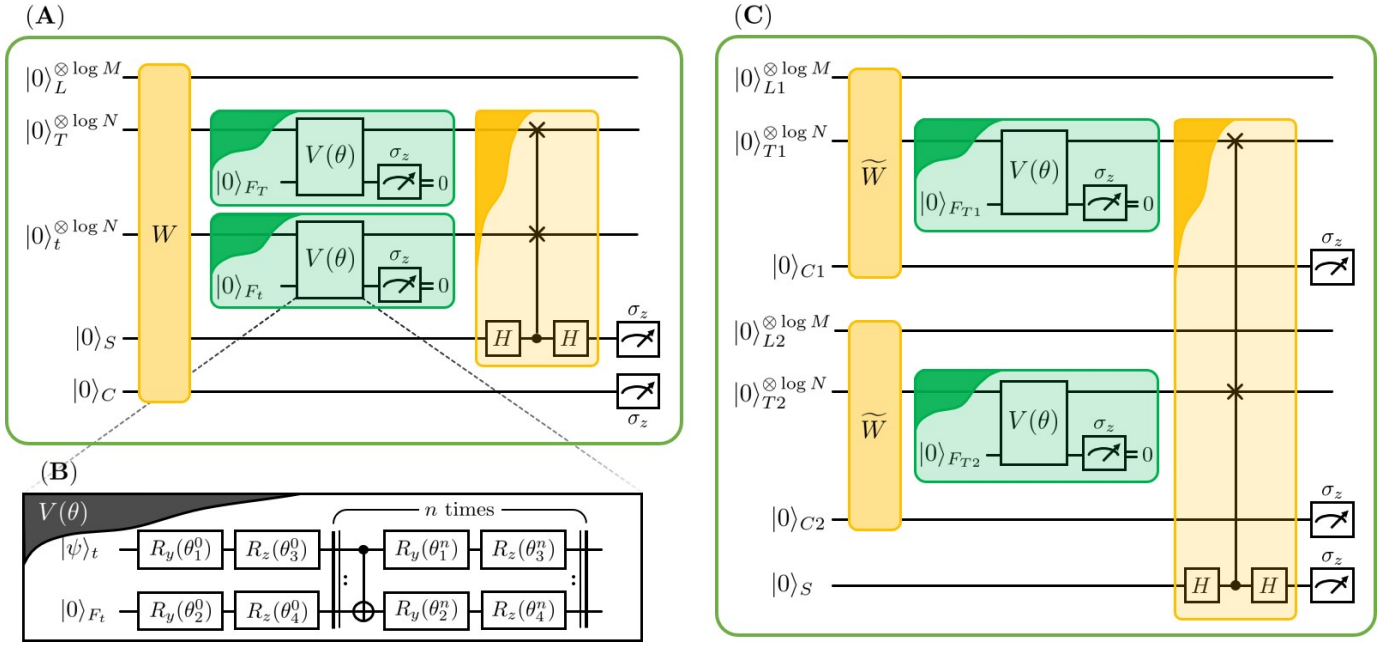 (A)
|0⟩_L^{⊗ log M}
|0⟩_T^{⊗ log N}
V(θ)
σ_z
|0⟩_{F_T}
=0
|0⟩_t^{⊗ log N}
W
V(θ)
σ_z
|0⟩_{F_t}
=0
|0⟩_S
H
H
σ_z
|0⟩_C
σ_z
(B)
V(θ)
n times
|ψ⟩_t
R_y(θ_1^0)
R_z(θ_3^0)
R_y(θ_1^n)
R_z(θ_3^n)
|0⟩_{F_t}
R_y(θ_2^0)
R_z(θ_4^0)
R_y(θ_2^n)
R_z(θ_4^n)
(C)
|0⟩_{L1}^{⊗ log M}
|0⟩_{T1}^{⊗ log N}
W̃
V(θ)
σ_z
|0⟩_{F_{T1}}
=0
|0⟩_{C1}
σ_z
|0⟩_{L2}^{⊗ log M}
|0⟩_{T2}^{⊗ log N}
W̃
V(θ)
σ_z
|0⟩_{F_{T2}}
=0
|0⟩_{C2}
σ_z
|0⟩_S
H
H
σ_z